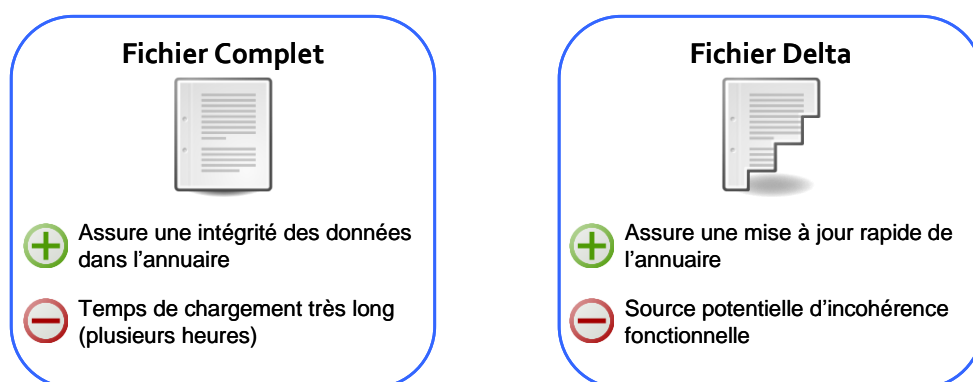 Fichier Complet
Assure une intégrité des données
dans l'annuaire
Temps de chargement très long
(plusieurs heures)
Fichier Delta
Assure une mise à jour rapide de
l'annuaire
Source potentielle d'incohérence
fonctionnelle